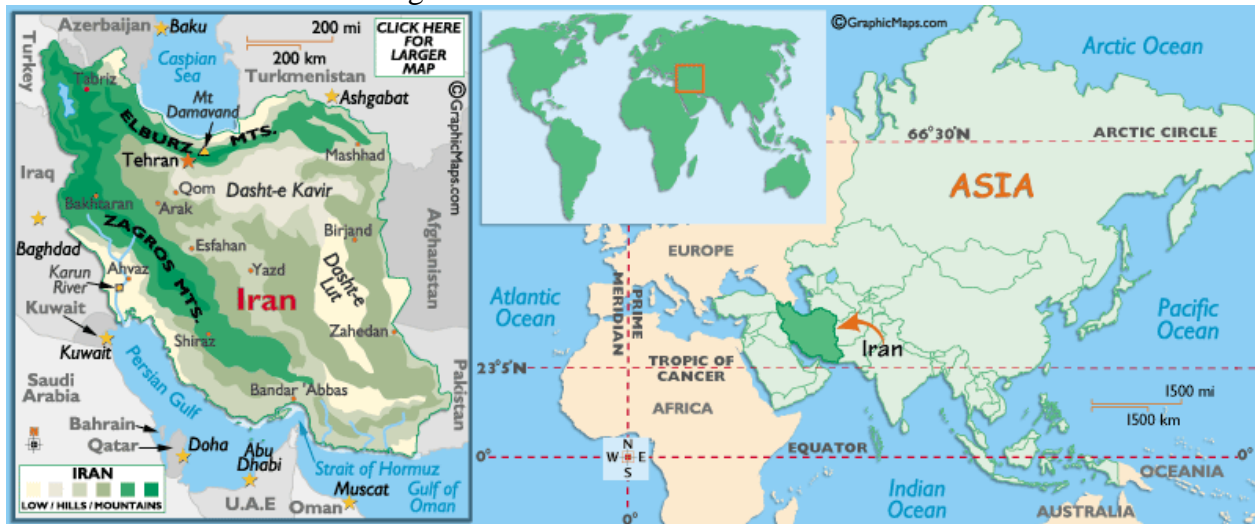 Azerbaijan
Baku
200 mi
200 km
CLICK HERE
FOR
LARGER
MAP
Turkey
Caspian
Sea
Turkmenistan
Tabriz
Mt
Damavand
Ashgabat
©GraphicMaps.com
ELBURZ MTS.
Tehran
Mashhad
Iraq
Qom
Dasht-e Kavir
Bakhtaran
Arak
Afghanistan
ZAGROS MTS.
Esfahan
Birjand
Baghdad
Yazd
Dasht-e
Lut
Karun
River
Ahvaz
Iran
Kuwait
Shiraz
Zahedan
Kuwait
Persian Gulf
Saudi
Arabia
Bandar 'Abbas
Pakistan
Bahrain
Qatar
Doha
Abu
Dhabi
Strait of Hormuz
Gulf of
Oman
Muscat
U.A.E
Oman
IRAN
LOW / HILLS / MOUNTAINS
©GraphicMaps.com
Arctic Ocean
66°30'N
ARCTIC CIRCLE
ASIA
EUROPE
Atlantic
Ocean
PRIME
MERIDIAN
Pacific
Ocean
Iran
TROPIC OF
CANCER
23°5'N
AFRICA
1500 mi
1500 km
EQUATOR
N
W E
S
0°
0°
0°
OCEANIA
Indian
Ocean
AUSTRALIA